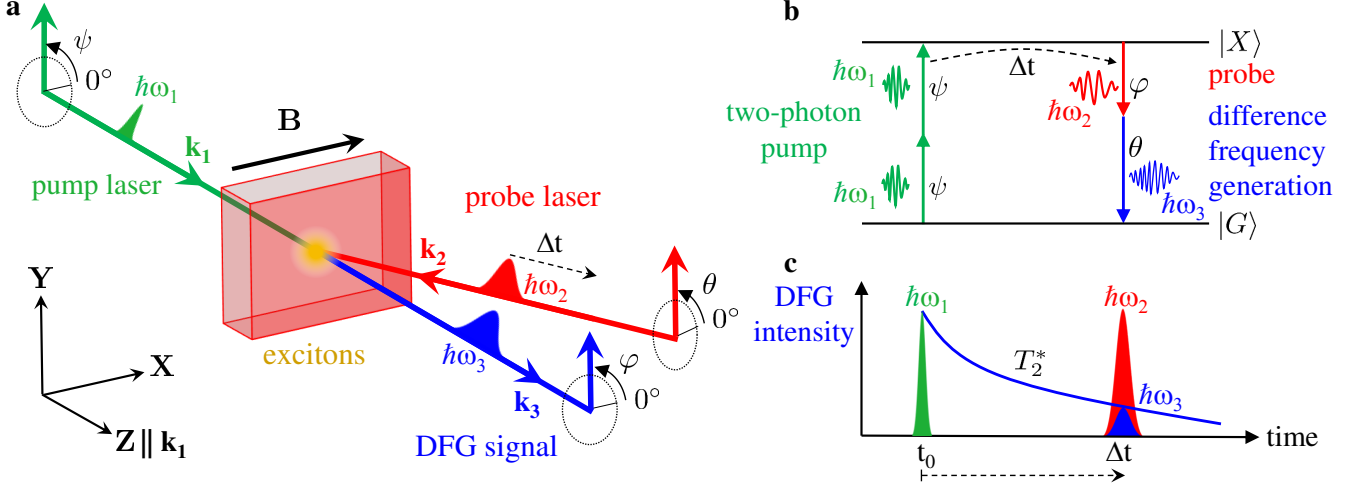 a
ψ
0°
ħω₁
k₁
pump laser
B
probe laser
k₂
Δt
ħω₂
θ
0°
excitons
ħω₃
φ
0°
k₃
DFG signal
Y
X
Z ∥ k₁
b
|X⟩
Δt
ħω₁
ψ
two-photon
pump
ħω₁
ψ
ħω₂
φ
probe
θ
difference
frequency
generation
ħω₃
|G⟩
c
DFG
intensity
ħω₁
ħω₂
T₂*
ħω₃
time
t₀
Δt